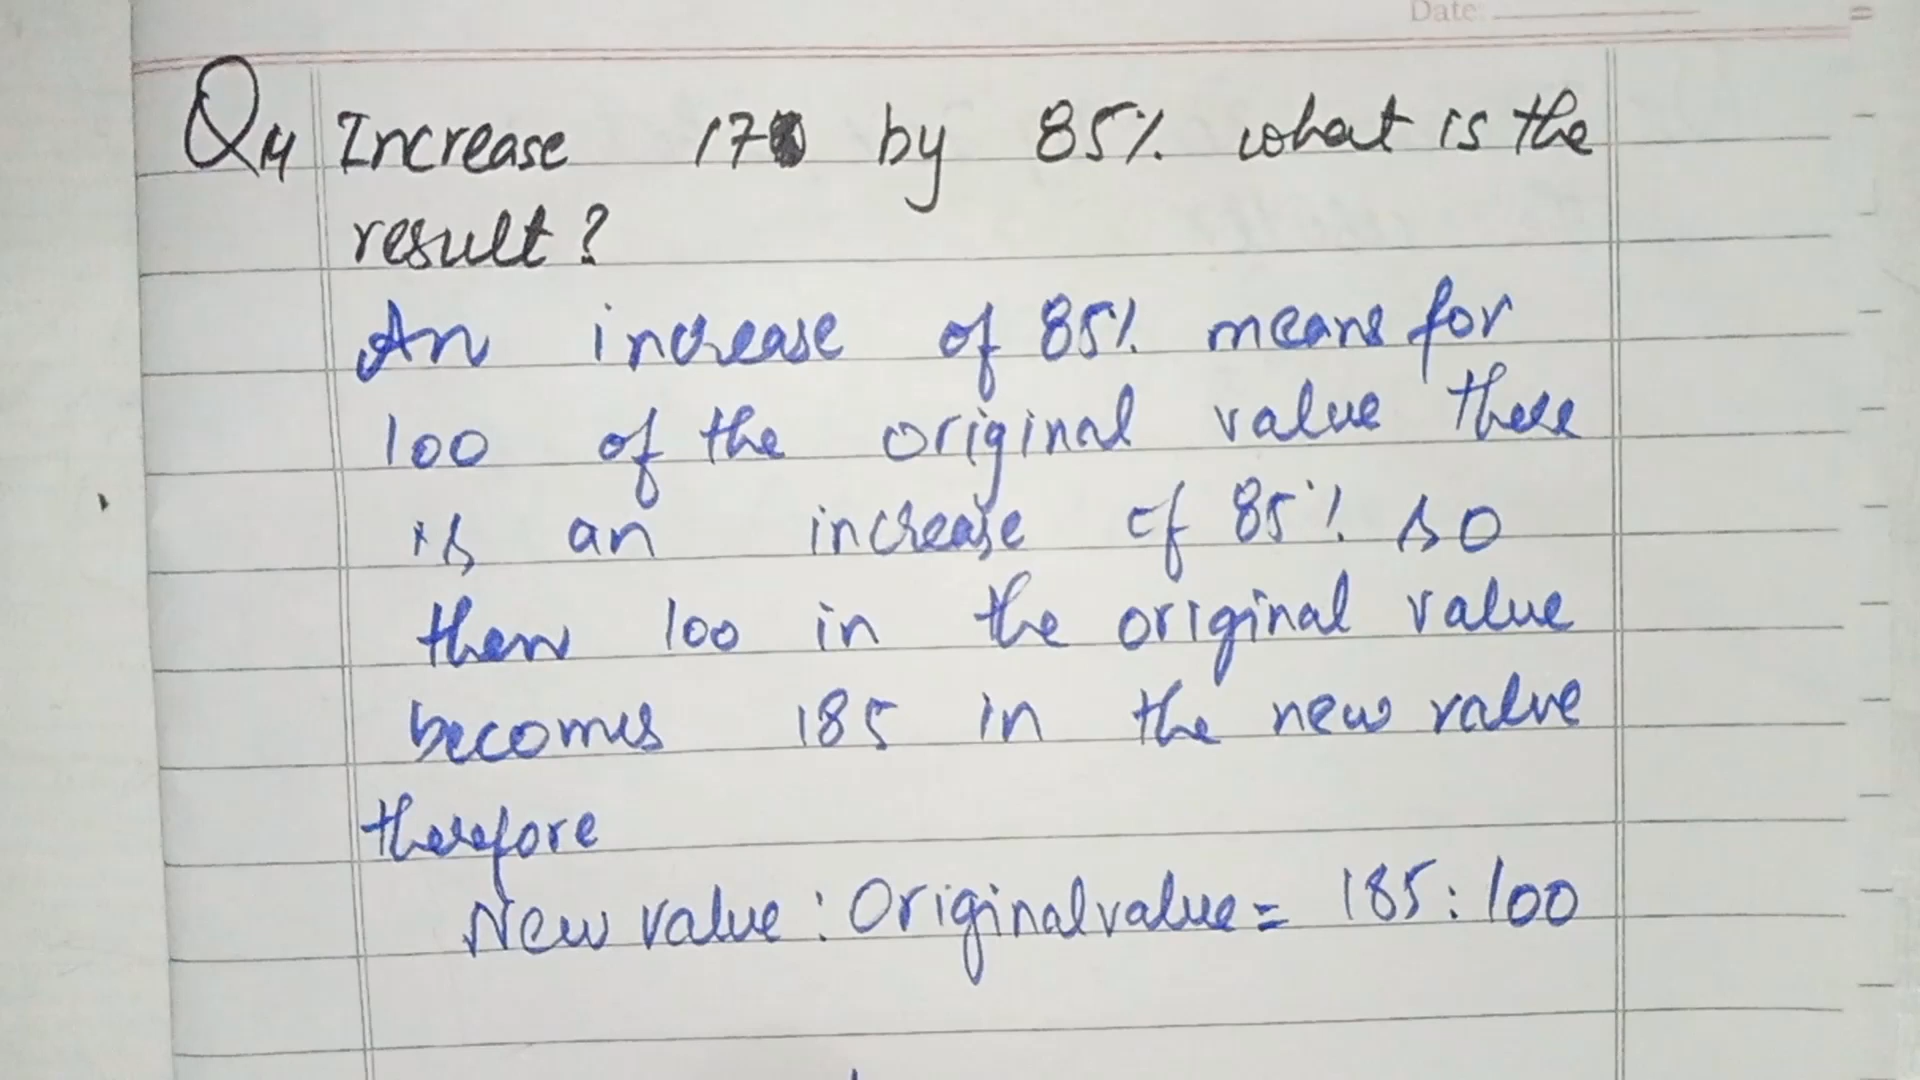 Date
Q4 Increase 170 by 85% what is the
result?
An increase of 85% means for
100 of the original value there
is an increase of 85% so
then 100 in the original value
becomes 185 in the new value
therefore
New value : Original value = 185 : 100